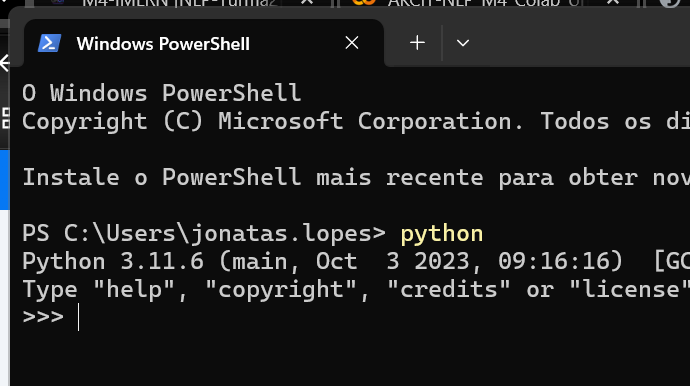 Windows PowerShell
O Windows PowerShell
Copyright (C) Microsoft Corporation. Todos os di
Instale o PowerShell mais recente para obter nov
PS C:\Users\jonatas.lopes> python
Python 3.11.6 (main, Oct  3 2023, 09:16:16)  [GC
Type "help", "copyright", "credits" or "license"
>>>